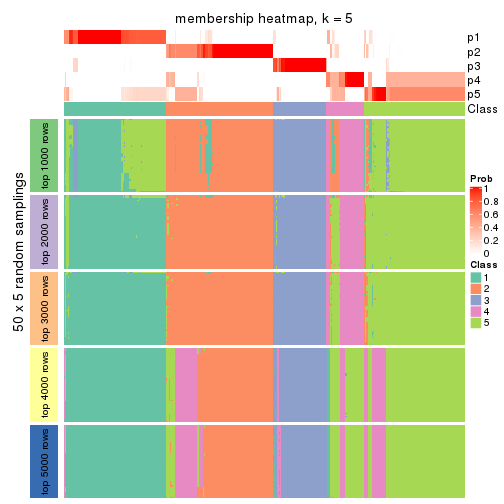 membership heatmap, k = 5
p1
p2
p3
p4
p5
Class
50 x 5 random samplings
top 1000 rows
top 2000 rows
top 3000 rows
top 4000 rows
top 5000 rows
Prob
1
0.8
0.6
0.4
0.2
0
Class
1
2
3
4
5